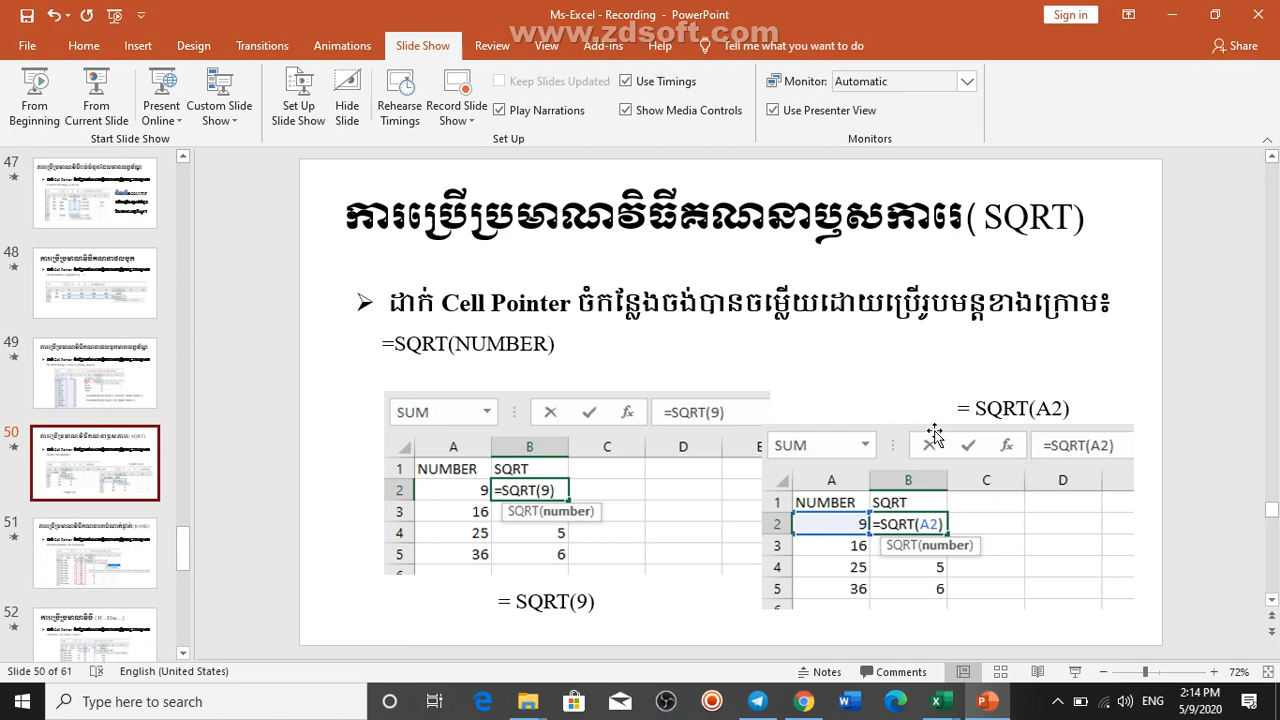 Ms-Excel - Recording - PowerPoint
Sign in
www.zdsoft.com
File Home Insert Design Transitions Animations Slide Show Review View Add-ins Help Tell me what you want to do Share
From Beginning
From Current Slide
Present Online
Custom Slide Show
Set Up Slide Show
Hide Slide
Rehearse Timings
Record Slide Show
Keep Slides Updated
Play Narrations
Use Timings
Show Media Controls
Monitor: Automatic
Use Presenter View
Start Slide Show
Set Up
Monitors
47
48
49
50
51
52
ការប្រើប្រមាណវិធីគណនាឫសការេ( SQRT)
ដាក់ Cell Pointer ចំកន្លែងចង់បានចម្លើយដោយប្រើរូបមន្តខាងក្រោម៖
=SQRT(NUMBER)
SUM =SQRT(9)
A B C D E
1 NUMBER SQRT
2 9 =SQRT(9)
3 16 SQRT(number)
4 25 5
5 36 6
= SQRT(9)
= SQRT(A2)
SUM =SQRT(A2)
A B C D
1 NUMBER SQRT
2 9 =SQRT(A2)
3 16 SQRT(number)
4 25 5
5 36 6
Slide 50 of 61 English (United States) Notes Comments 72%
Type here to search
ENG
2:14 PM
5/9/2020